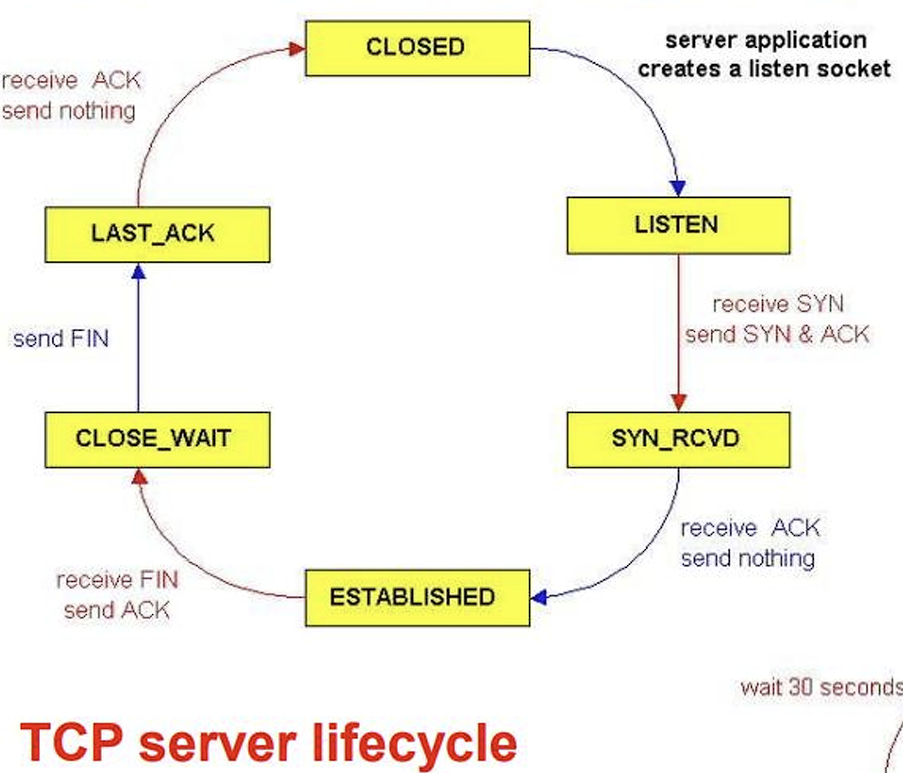 CLOSED
server application
creates a listen socket
receive ACK
send nothing
LAST_ACK
LISTEN
receive SYN
send SYN & ACK
send FIN
CLOSE_WAIT
SYN_RCVD
receive ACK
send nothing
receive FIN
send ACK
ESTABLISHED
wait 30 seconds
TCP server lifecycle